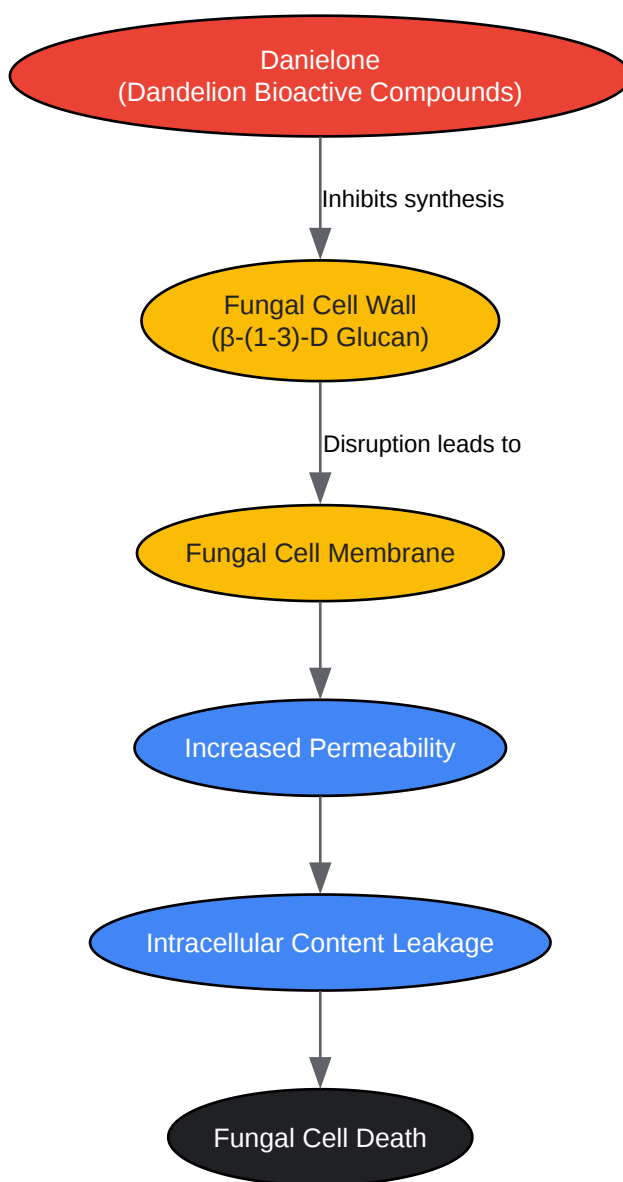 Danielone
(Dandelion Bioactive Compounds)
Inhibits synthesis
Fungal Cell Wall
(β-(1-3)-D Glucan)
Disruption leads to
Fungal Cell Membrane
Increased Permeability
Intracellular Content Leakage
Fungal Cell Death